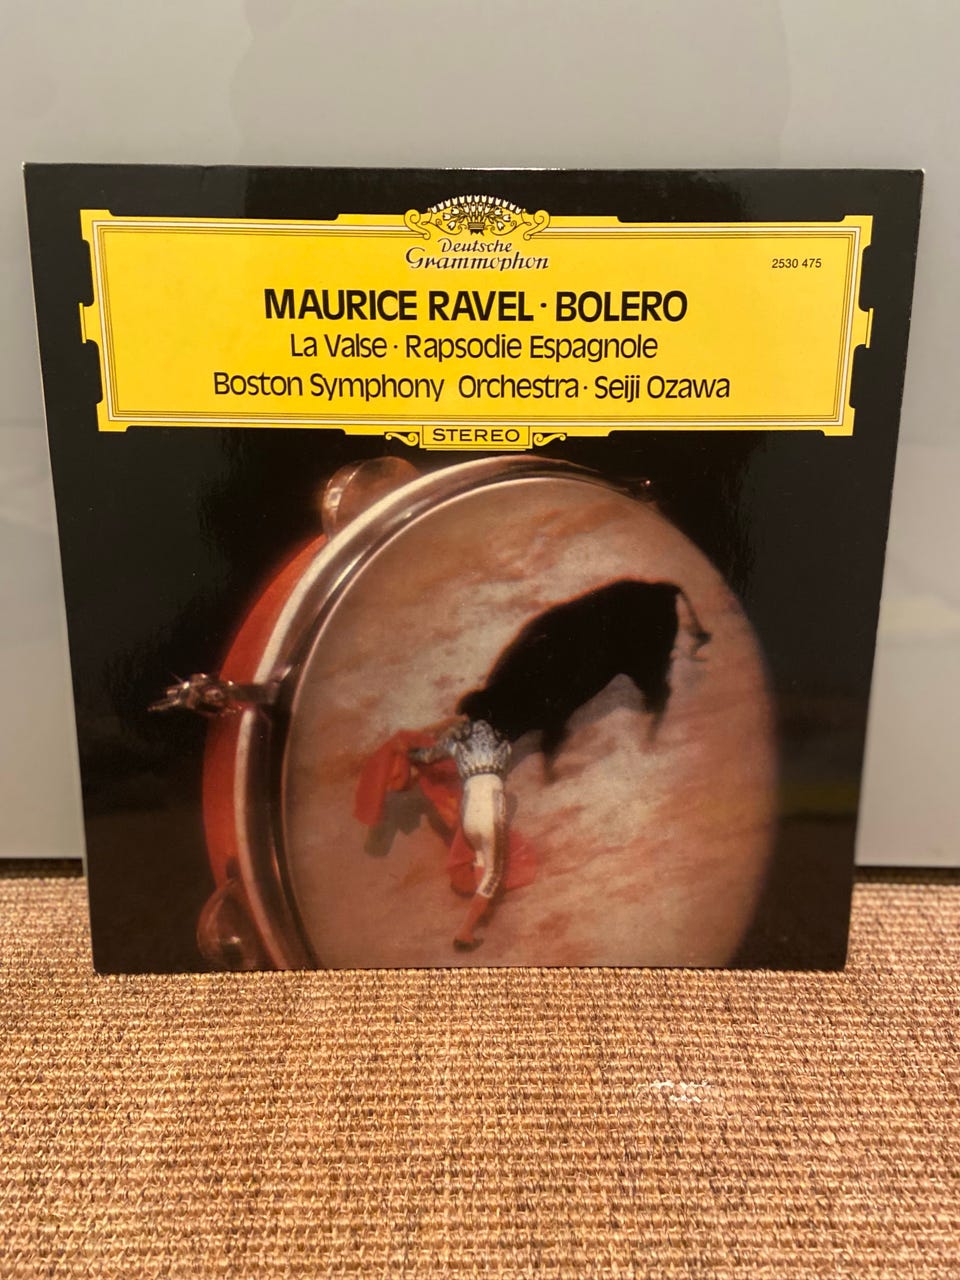 Deutsche
Grammophon
2530 475
MAURICE RAVEL · BOLERO
La Valse · Rapsodie Espagnole
Boston Symphony Orchestra · Seiji Ozawa
STEREO